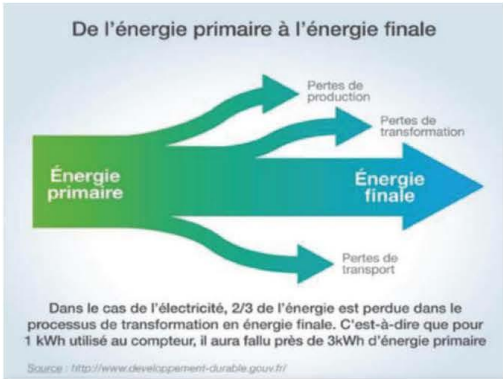 De l'énergie primaire à l'énergie finale
Pertes de
production
Pertes de
transformation
Énergie
primaire
Énergie
finale
Pertes de
transport
Dans le cas de l'électricité, 2/3 de l'énergie est perdue dans le
processus de transformation en énergie finale. C'est-à-dire que pour
1 kWh utilisé au compteur, il aura fallu près de 3kWh d'énergie primaire
Source : http://www.developpement-durable.gouv.fr/